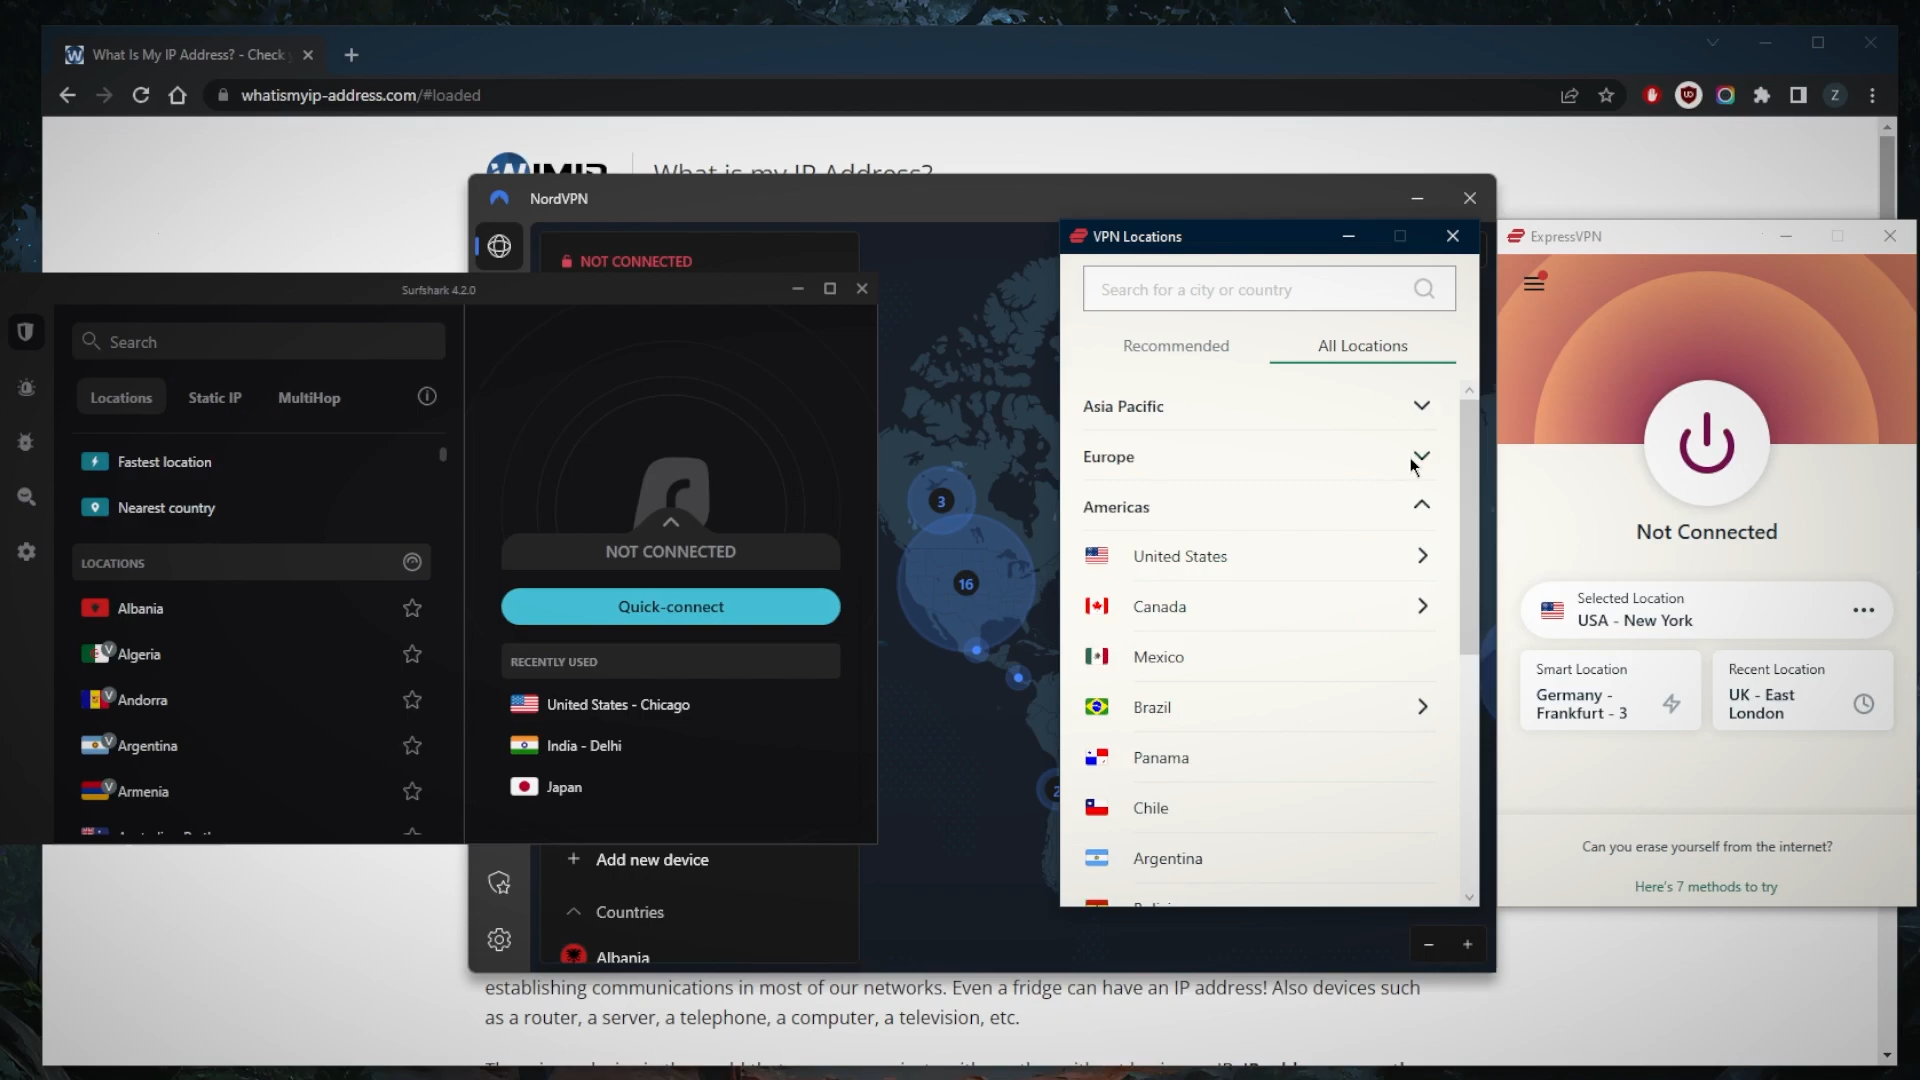 What Is My IP Address? - Check
whatismyip-address.com/#loaded
Z
What is my IP Address?
NordVPN
NOT CONNECTED
3
16
2
Add new device
Countries
Albania
Surfshark 4.2.0
Search
Locations
Static IP
MultiHop
Fastest location
Nearest country
LOCATIONS
Albania
V
Algeria
V
Andorra
V
Argentina
V
Armenia
NOT CONNECTED
Quick-connect
RECENTLY USED
United States - Chicago
India - Delhi
Japan
VPN Locations
Search for a city or country
Recommended
All Locations
Asia Pacific
Europe
Americas
United States
Canada
Mexico
Brazil
Panama
Chile
Argentina
ExpressVPN
Not Connected
Selected Location
USA - New York
Smart Location
Germany -
Frankfurt - 3
Recent Location
UK - East
London
Can you erase yourself from the internet?
Here's 7 methods to try
establishing communications in most of our networks. Even a fridge can have an IP address! Also devices such
as a router, a server, a telephone, a computer, a television, etc.